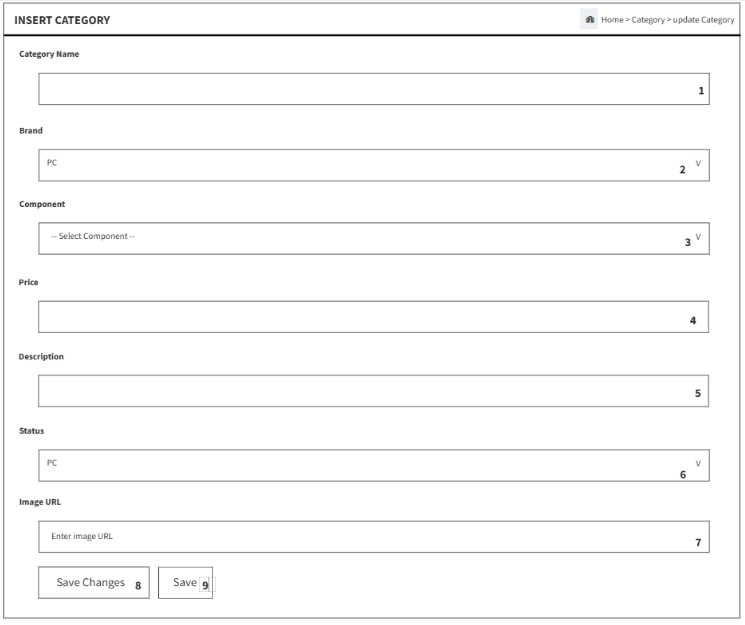 INSERT CATEGORY Home > Category > update Category
Category Name
1
Brand
PC 2 V
Component
-- Select Component -- 3 V
Price
4
Description
5
Status
PC 6 V
Image URL
Enter image URL 7
Save Changes 8 Save 9